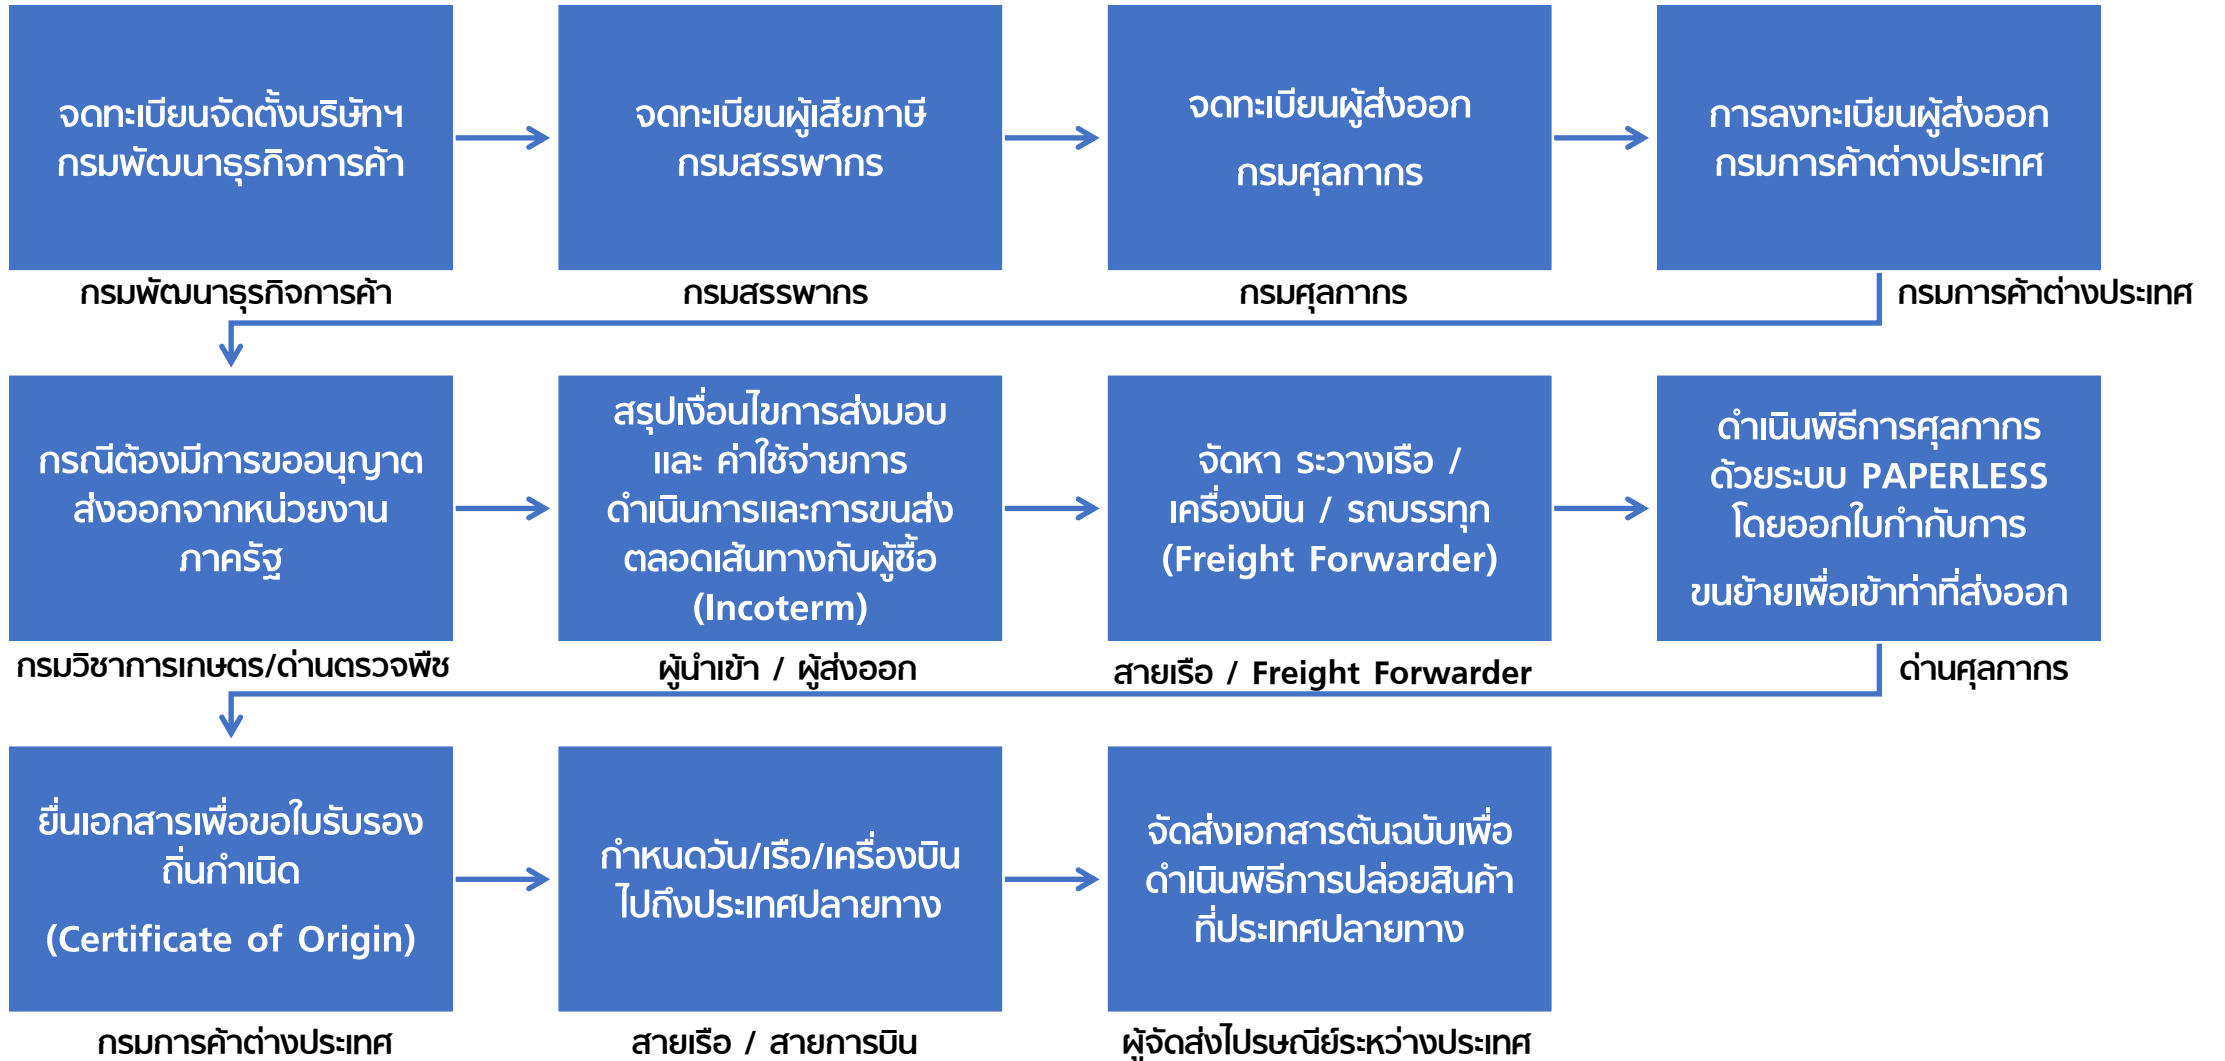 จดทะเบียนจัดตั้งบริษัทฯ
กรมพัฒนาธุรกิจการค้า
กรมพัฒนาธุรกิจการค้า
จดทะเบียนผู้เสียภาษี
กรมสรรพากร
กรมสรรพากร
จดทะเบียนผู้ส่งออก
กรมศุลกากร
กรมศุลกากร
การลงทะเบียนผู้ส่งออก
กรมการค้าต่างประเทศ
กรมการค้าต่างประเทศ
กรณีต้องมีการขออนุญาต
ส่งออกจากหน่วยงาน
ภาครัฐ
กรมวิชาการเกษตร/ด่านตรวจพืช
สรุปเงื่อนไขการส่งมอบ
และ ค่าใช้จ่ายการ
ดำเนินการและการขนส่ง
ตลอดเส้นทางกับผู้ซื้อ
(Incoterm)
ผู้นำเข้า / ผู้ส่งออก
จัดหา ระวางเรือ /
เครื่องบิน / รถบรรทุก
(Freight Forwarder)
สายเรือ / Freight Forwarder
ดำเนินพิธีการศุลกากร
ด้วยระบบ PAPERLESS
โดยออกใบกำกับการ
ขนย้ายเพื่อเข้าท่าที่ส่งออก
ด่านศุลกากร
ยื่นเอกสารเพื่อขอใบรับรอง
ถิ่นกำเนิด
(Certificate of Origin)
กรมการค้าต่างประเทศ
กำหนดวัน/เรือ/เครื่องบิน
ไปถึงประเทศปลายทาง
สายเรือ / สายการบิน
จัดส่งเอกสารต้นฉบับเพื่อ
ดำเนินพิธีการปล่อยสินค้า
ที่ประเทศปลายทาง
ผู้จัดส่งไปรษณีย์ระหว่างประเทศ